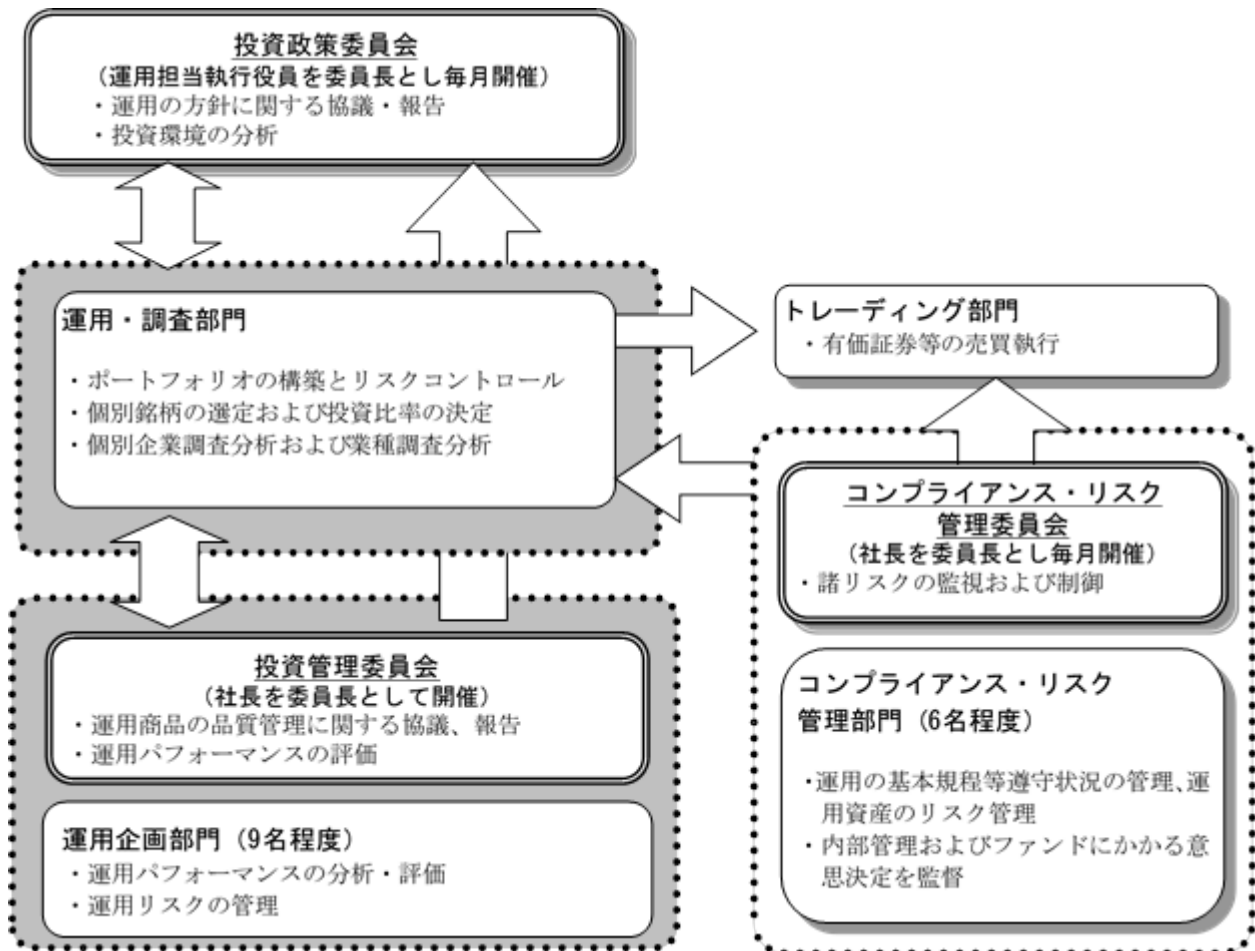 投資政策委員会
（運用担当執行役員を委員長とし毎月開催）
・運用の方針に関する協議・報告
・投資環境の分析
運用・調査部門
・ポートフォリオの構築とリスクコントロール
・個別銘柄の選定および投資比率の決定
・個別企業調査分析および業種調査分析
トレーディング部門
・有価証券等の売買執行
コンプライアンス・リスク
管理委員会
（社長を委員長とし毎月開催）
・諸リスクの監視および制御
投資管理委員会
（社長を委員長として開催）
・運用商品の品質管理に関する協議、報告
・運用パフォーマンスの評価
運用企画部門（9名程度）
・運用パフォーマンスの分析・評価
・運用リスクの管理
コンプライアンス・リスク
管理部門（6名程度）
・運用の基本規程等遵守状況の管理、運
用資産のリスク管理
・内部管理およびファンドにかかる意
思決定を監督